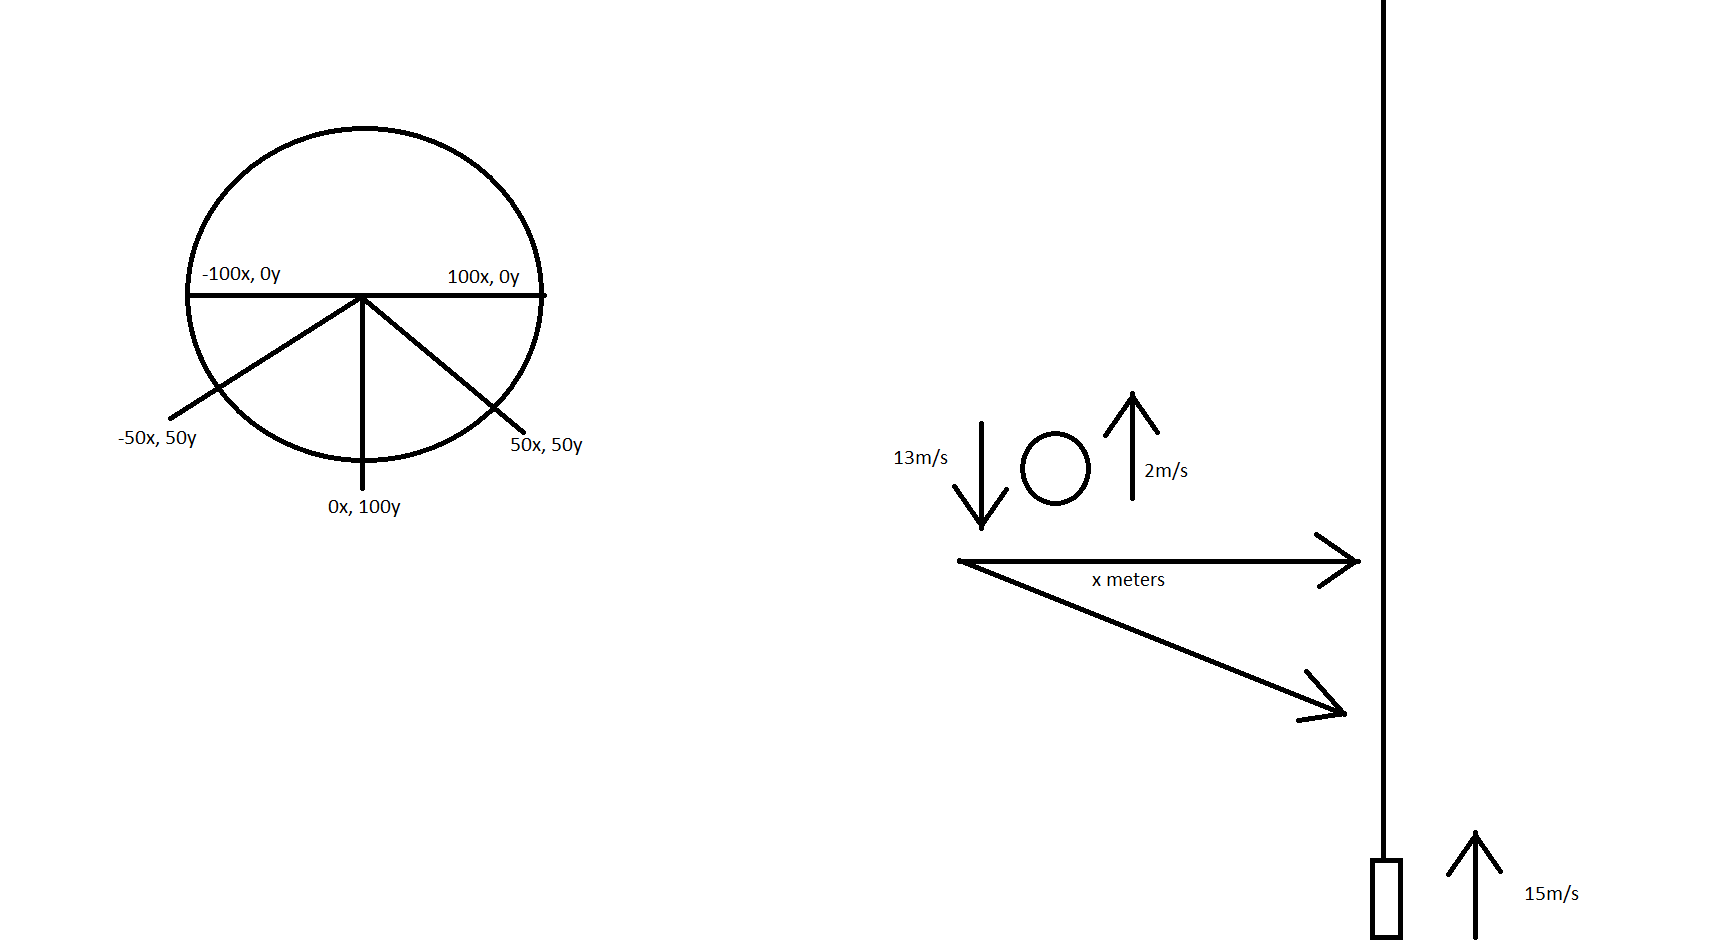 -100x, 0y
100x, 0y
-50x, 50y
50x, 50y
0x, 100y
13m/s
2m/s
x meters
15m/s